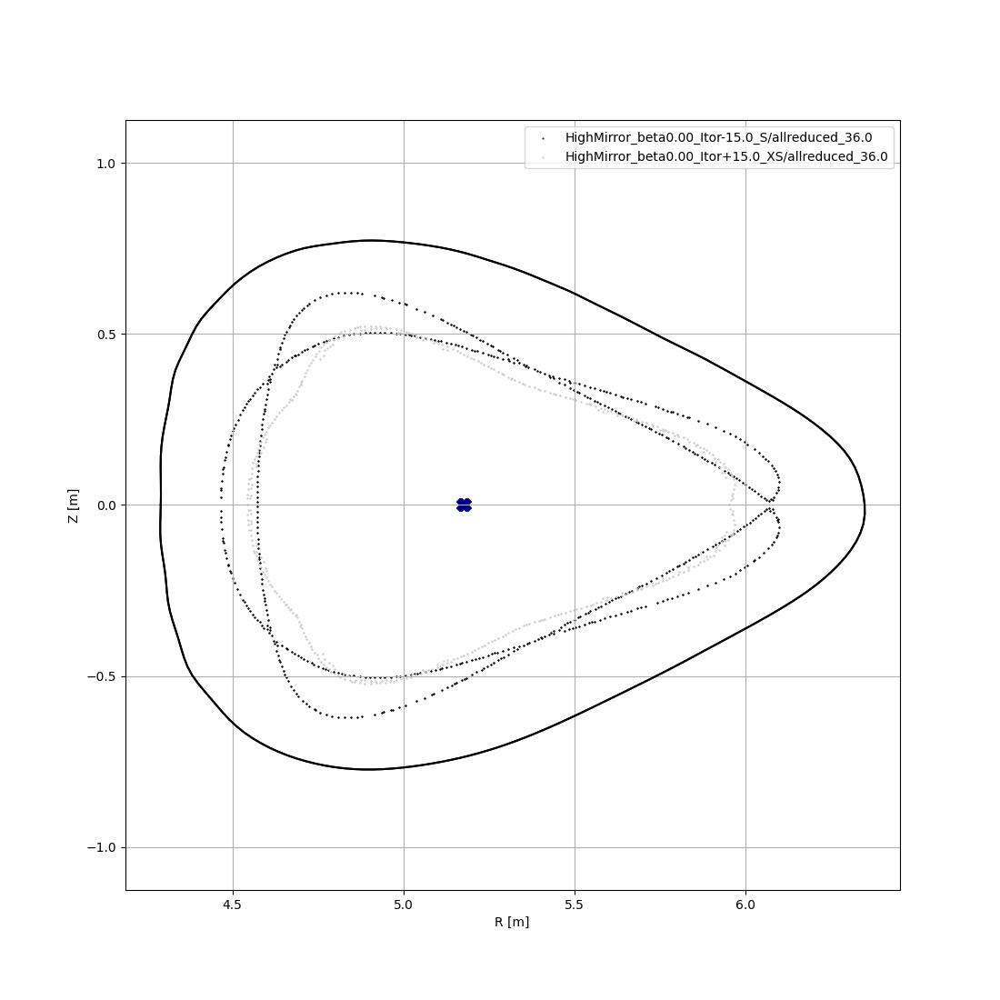 HighMirror_beta0.00_Itor-15.0_S/allreduced_36.0
HighMirror_beta0.00_Itor+15.0_XS/allreduced_36.0
1.0
0.5
0.0
−0.5
−1.0
Z [m]
4.5 5.0 5.5 6.0
R [m]